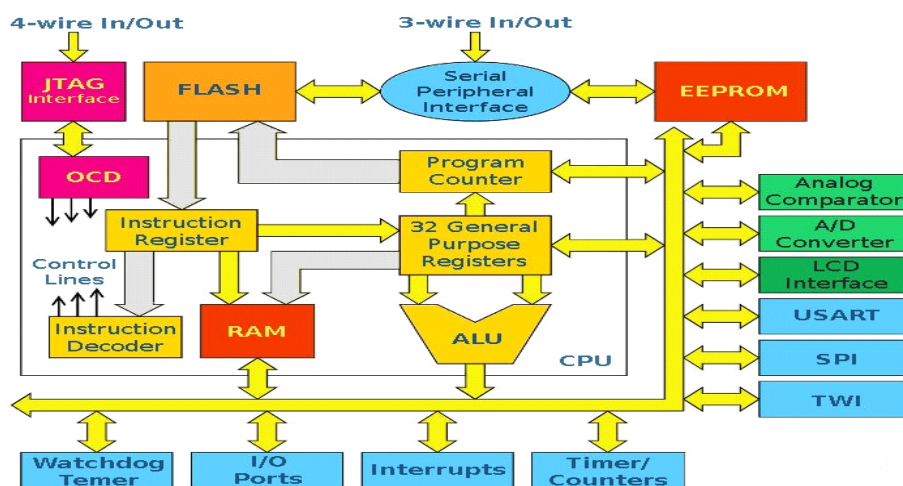 4-wire In/Out
3-wire In/Out
JTAG
Interface
FLASH
Serial
Peripheral
Interface
EEPROM
OCD
Program
Counter
Analog
Comparator
Instruction
Register
32 General
Purpose
Registers
A/D
Converter
Control
Lines
LCD
Interface
Instruction
Decoder
RAM
ALU
CPU
USART
SPI
TWI
Watchdog
Temer
I/O
Ports
Interrupts
Timer/
Counters